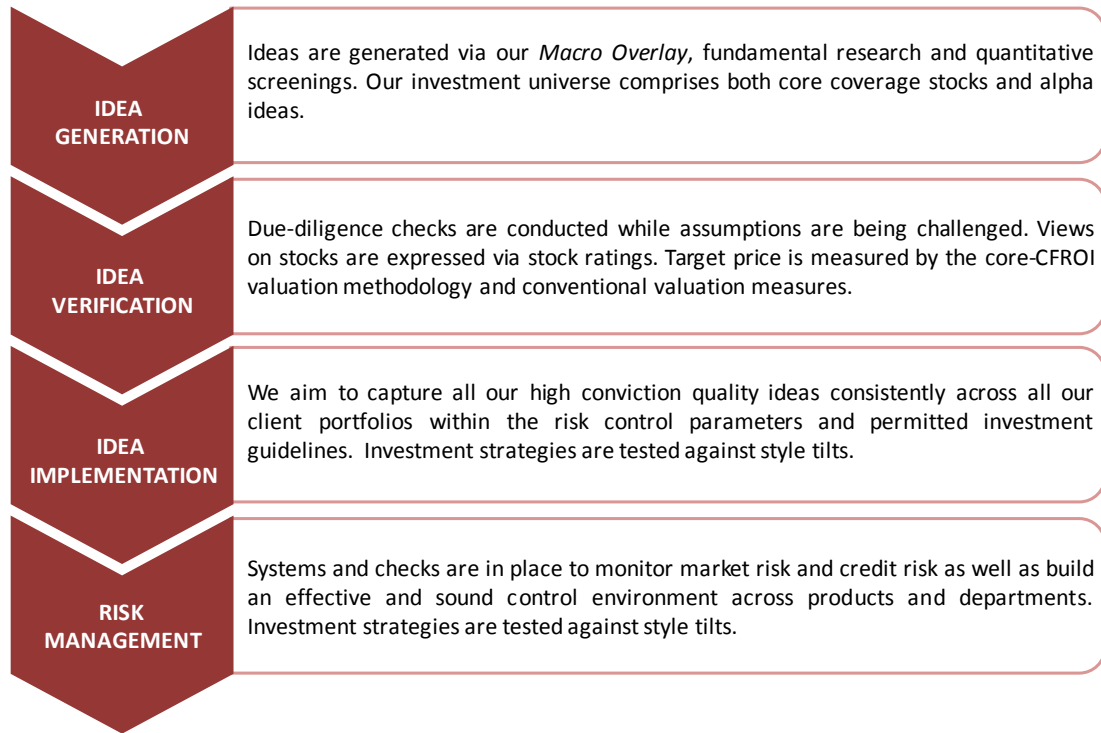 IDEA
GENERATION
Ideas are generated via our Macro Overlay, fundamental research and quantitative
screenings. Our investment universe comprises both core coverage stocks and alpha
ideas.
IDEA
VERIFICATION
Due-diligence checks are conducted while assumptions are being challenged. Views
on stocks are expressed via stock ratings. Target price is measured by the core-CFROI
valuation methodology and conventional valuation measures.
IDEA
IMPLEMENTATION
We aim to capture all our high conviction quality ideas consistently across all our
client portfolios within the risk control parameters and permitted investment
guidelines. Investment strategies are tested against style tilts.
RISK
MANAGEMENT
Systems and checks are in place to monitor market risk and credit risk as well as build
an effective and sound control environment across products and departments.
Investment strategies are tested against style tilts.